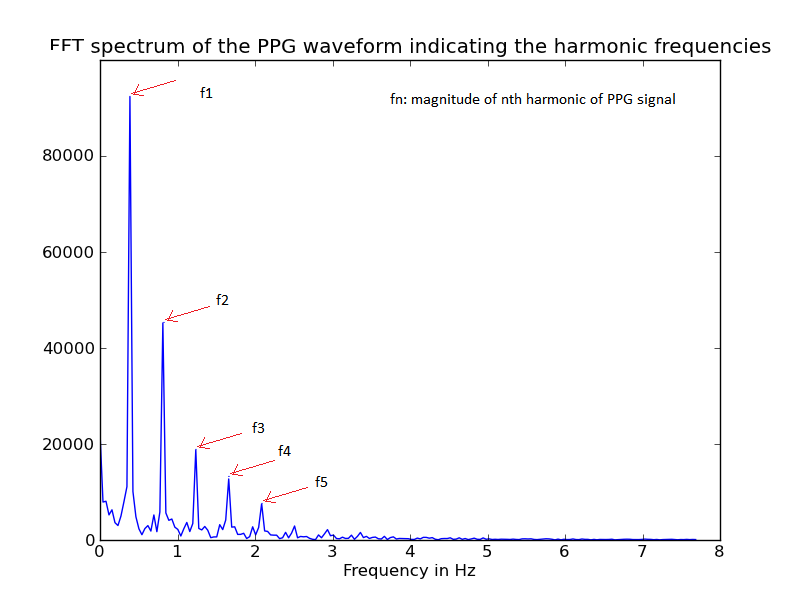 FFT spectrum of the PPG waveform indicating the harmonic frequencies
f1
fn: magnitude of nth harmonic of PPG signal
80000
60000
f2
40000
f3
20000
f4
f5
0
0 1 2 3 4 5 6 7 8
Frequency in Hz